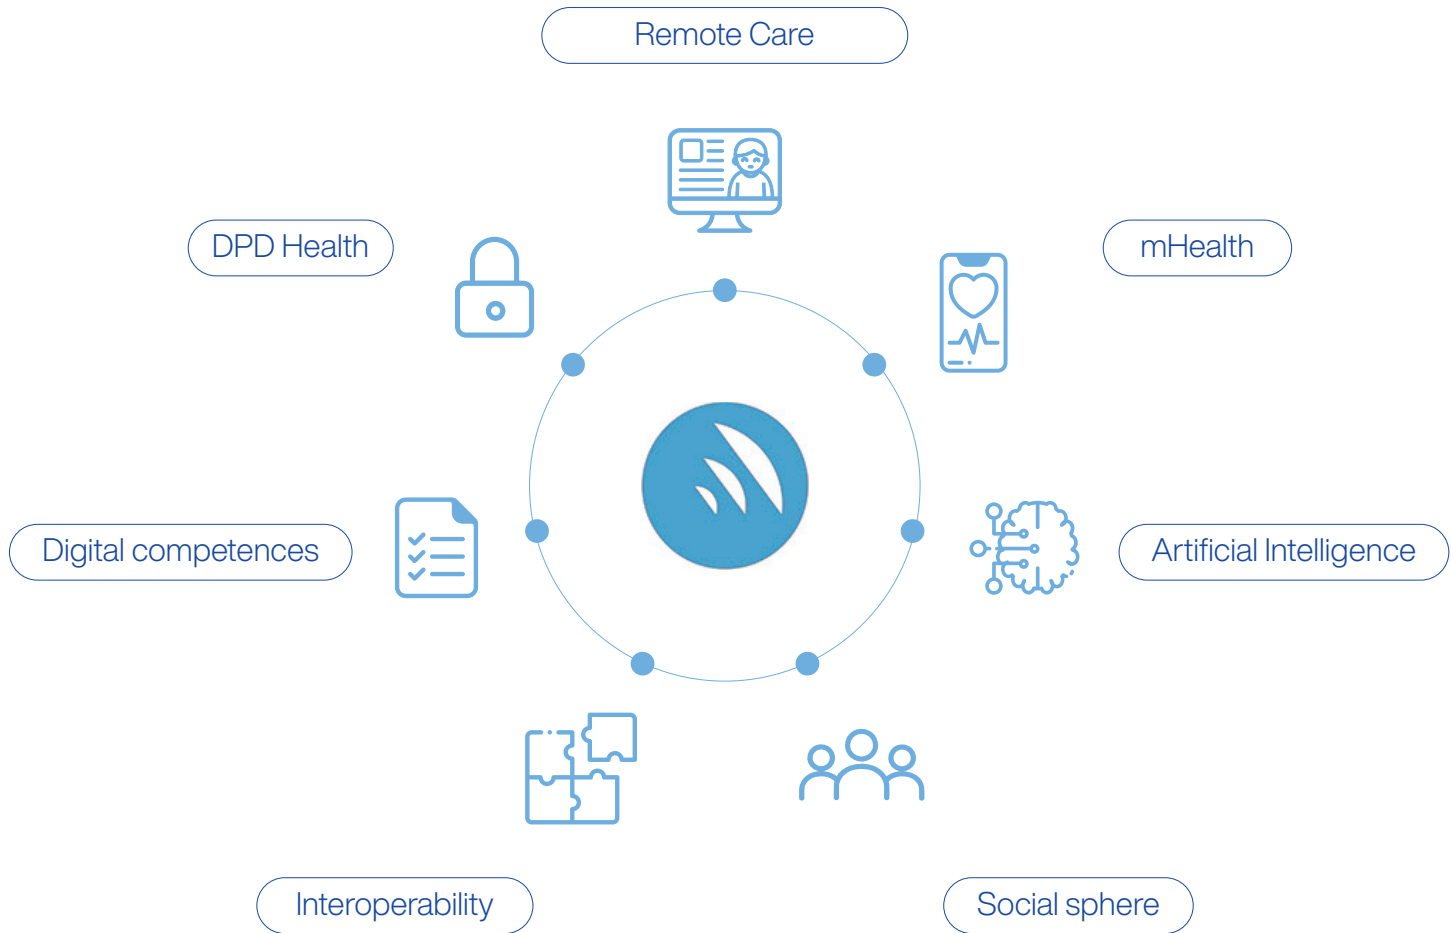 Remote Care
DPD Health
mHealth
Digital competences
Artificial Intelligence
Interoperability
Social sphere